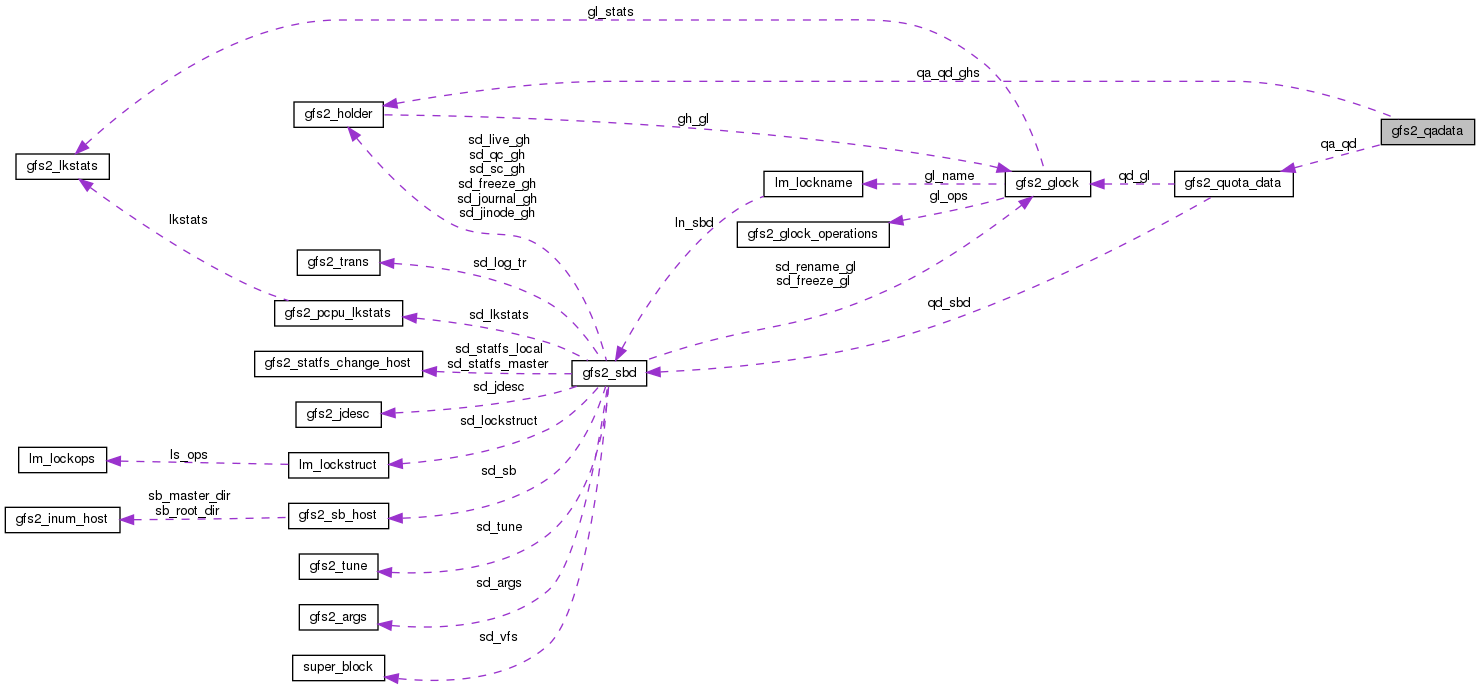 gl_stats
qa_qd_ghs
gfs2_holder
gh_gl
gfs2_qadata
sd_live_gh
sd_qc_gh
sd_sc_gh
sd_freeze_gh
sd_journal_gh
sd_jinode_gh
qa_qd
gfs2_lkstats
lm_lockname
gl_name
gfs2_glock
qd_gl
gfs2_quota_data
gl_ops
lkstats
ln_sbd
gfs2_glock_operations
gfs2_trans
sd_log_tr
sd_rename_gl
sd_freeze_gl
qd_sbd
gfs2_pcpu_lkstats
sd_lkstats
gfs2_statfs_change_host
sd_statfs_local
sd_statfs_master
gfs2_sbd
sd_jdesc
gfs2_jdesc
sd_lockstruct
lm_lockops
ls_ops
lm_lockstruct
sd_sb
sb_master_dir
sb_root_dir
gfs2_inum_host
gfs2_sb_host
sd_tune
gfs2_tune
sd_args
gfs2_args
sd_vfs
super_block